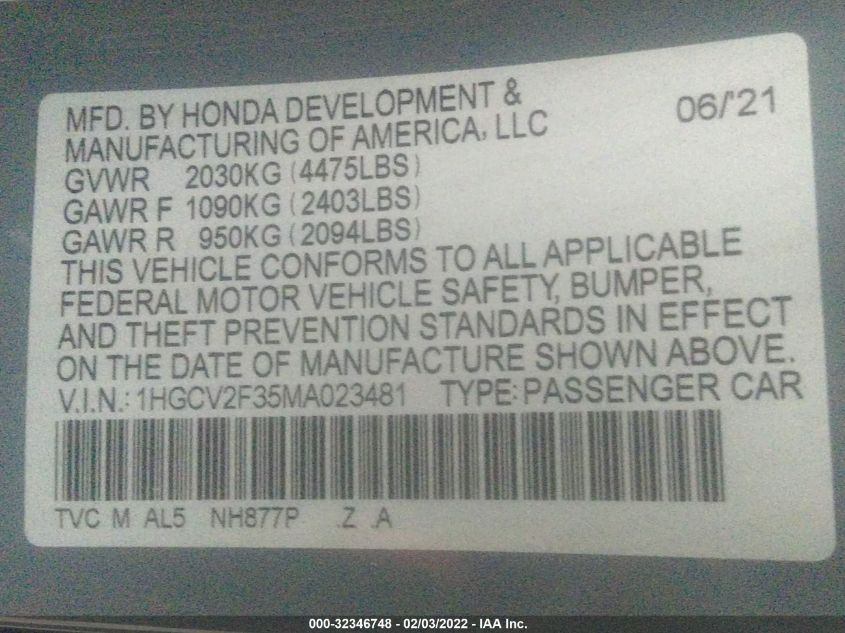 MFD. BY HONDA DEVELOPMENT & 06/'21
MANUFACTURING OF AMERICA, LLC
GVWR 2030KG (4475LBS)
GAWR F 1090KG (2403LBS)
GAWR R 950KG (2094LBS)
THIS VEHICLE CONFORMS TO ALL APPLICABLE
FEDERAL MOTOR VEHICLE SAFETY, BUMPER,
AND THEFT PREVENTION STANDARDS IN EFFECT
ON THE DATE OF MANUFACTURE SHOWN ABOVE.
V.I.N.: 1HGCV2F35MA023481 TYPE: PASSENGER CAR
TVC M AL5 NH877P .Z .A
000-32346748 - 02/03/2022 - IAA Inc.